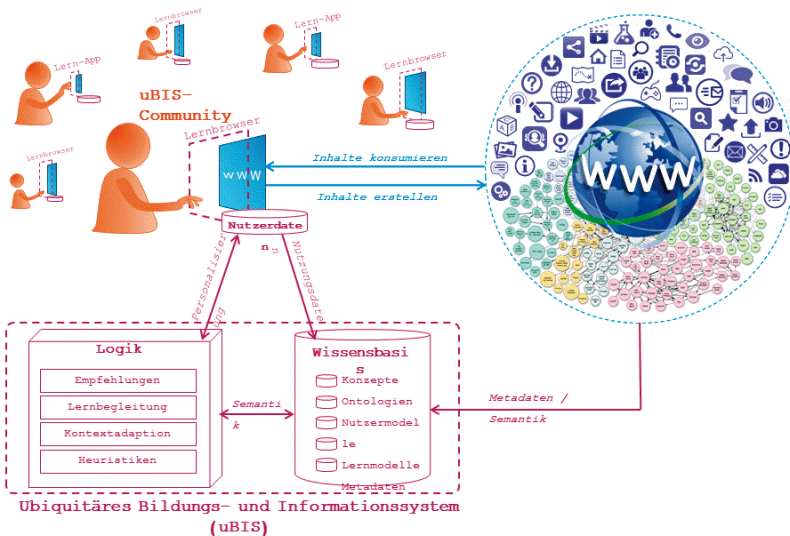 Lernbrowser
Lern-App
Lern-App
Lernbrowser
uBIS-
Community
Lernbrowser
Lernbrowser
www
WWW
Inhalte konsumieren
Inhalte erstellen
Nutzerdate
n
Personalisier
ung
Nutzungsdate
n
Logik
Empfehlungen
Lernbegleitung
Kontextadaption
Heuristiken
Semanti
k
Wissensbasi
s
Konzepte
Ontologien
Nutzermodel
le
Lernmodelle
Metadaten
Metadaten /
Semantik
Ubiquitäres Bildungs- und Informationssystem
(uBIS)